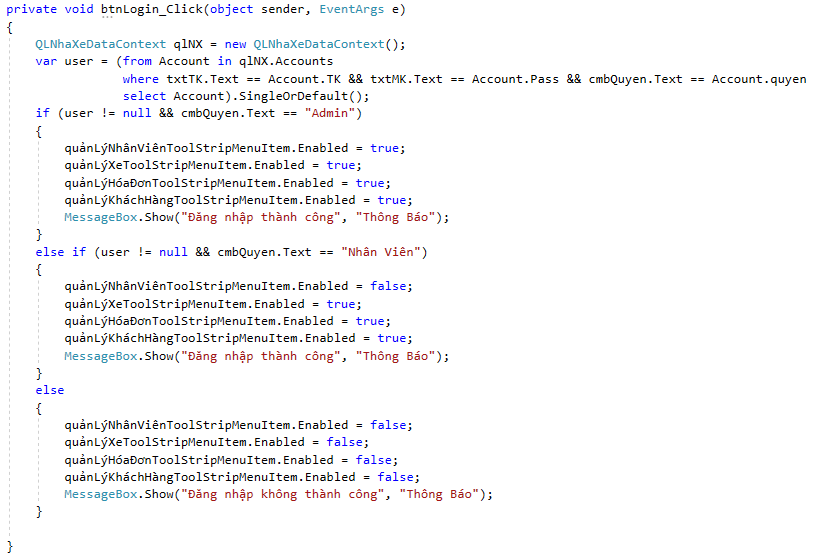 private void btnLogin_Click(object sender, EventArgs e)
{
QLNhaXeDataContext qlNX = new QLNhaXeDataContext();
var user = (from Account in qlNX.Accounts
where txtTK.Text == Account.TK && txtMK.Text == Account.Pass && cmbQuyen.Text == Account.quyen
select Account).SingleOrDefault();
if (user != null && cmbQuyen.Text == "Admin")
{
quảnLýNhânViênToolStripMenuItem.Enabled = true;
quảnLýXeToolStripMenuItem.Enabled = true;
quảnLýHóaĐơnToolStripMenuItem.Enabled = true;
quảnLýKháchHàngToolStripMenuItem.Enabled = true;
MessageBox.Show("Đăng nhập thành công", "Thông Báo");
}
else if (user != null && cmbQuyen.Text == "Nhân Viên")
{
quảnLýNhânViênToolStripMenuItem.Enabled = false;
quảnLýXeToolStripMenuItem.Enabled = true;
quảnLýHóaĐơnToolStripMenuItem.Enabled = true;
quảnLýKháchHàngToolStripMenuItem.Enabled = true;
MessageBox.Show("Đăng nhập thành công", "Thông Báo");
}
else
{
quảnLýNhânViênToolStripMenuItem.Enabled = false;
quảnLýXeToolStripMenuItem.Enabled = false;
quảnLýHóaĐơnToolStripMenuItem.Enabled = false;
quảnLýKháchHàngToolStripMenuItem.Enabled = false;
MessageBox.Show("Đăng nhập không thành công", "Thông Báo");
}
}